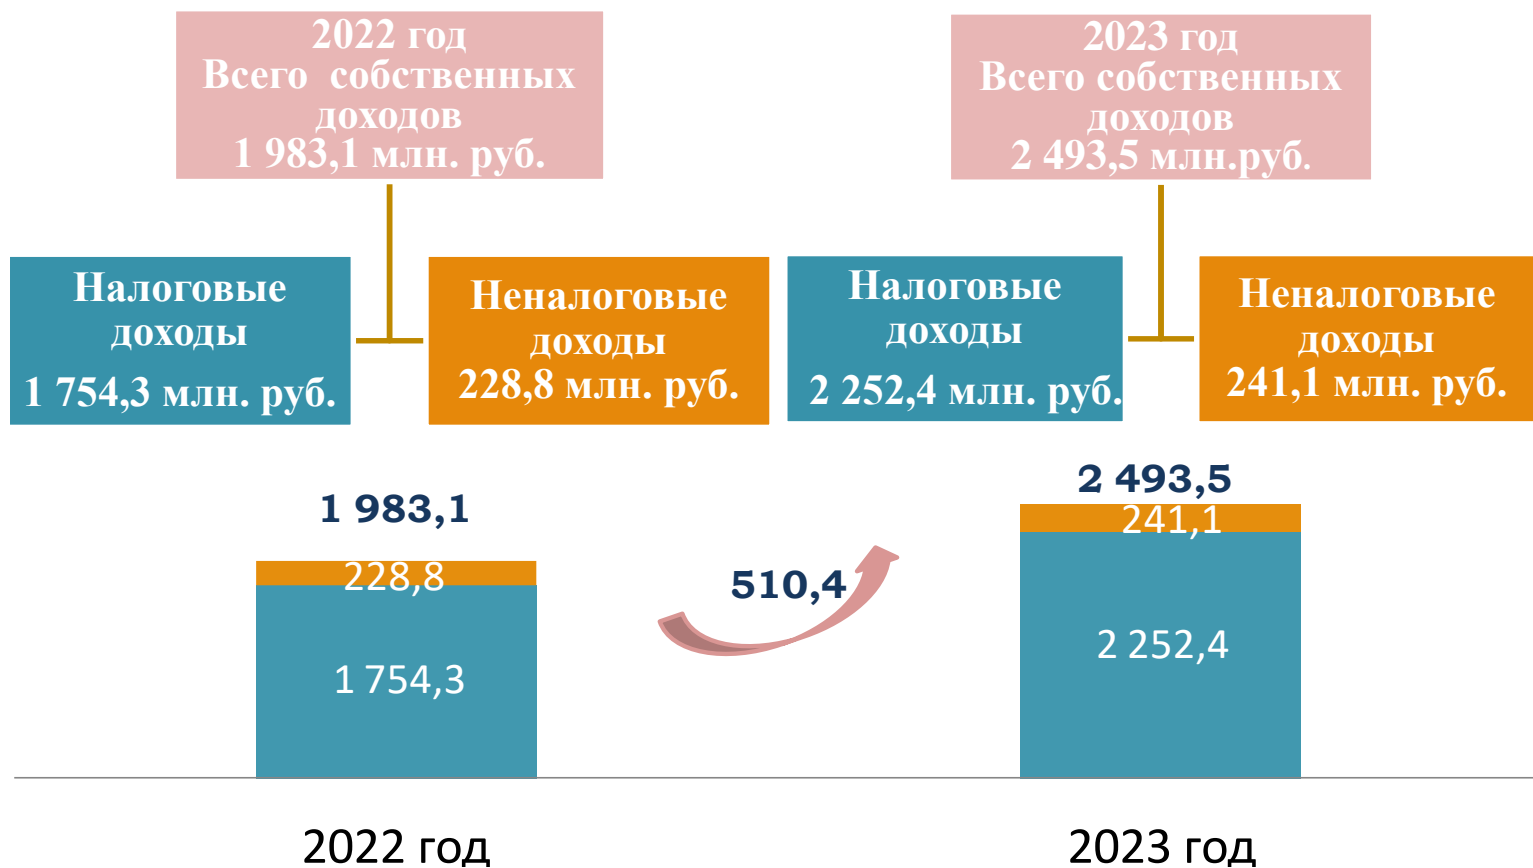 2022 год
Всего собственных
доходов
1 983,1 млн. руб.
2023 год
Всего собственных
доходов
2 493,5 млн.руб.
Налоговые
доходы
1 754,3 млн. руб.
Неналоговые
доходы
228,8 млн. руб.
Налоговые
доходы
2 252,4 млн. руб.
Неналоговые
доходы
241,1 млн. руб.
1 983,1
228,8
1 754,3
510,4
2 493,5
241,1
2 252,4
2022 год
2023 год